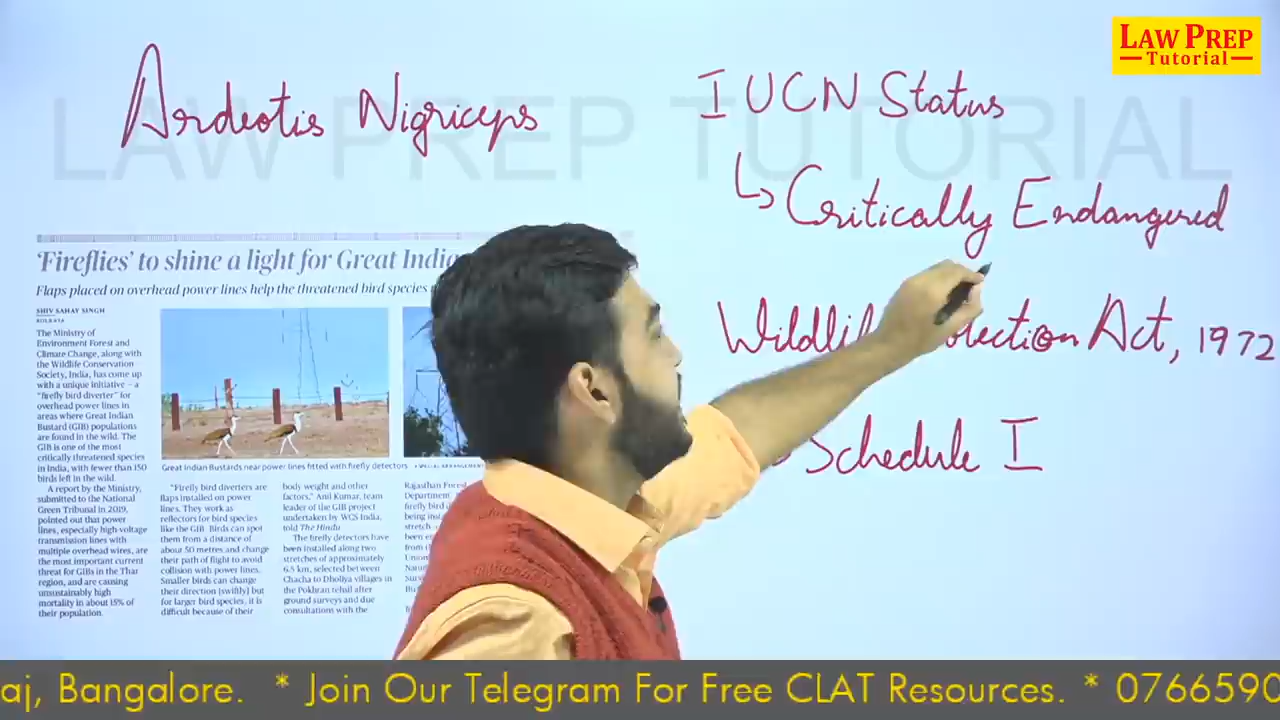 LAW PREP
Tutorial
LAW PREP TUTORIAL
Ardeotis Nigriceps
IUCN Status
↳ Critically Endangered
Wildli otection Act, 1972
Schedule I
'Fireflies' to shine a light for Great India
Flaps placed on overhead power lines help the threatened bird species
SHIV SAHAY SINGH
KOLKATA
The Ministry of
Environment Forest and
Climate Change, along with
the Wildlife Conservation
Society, India, has come up
with a unique initiative – a
"firefly bird diverter" for
overhead power lines in
areas where Great Indian
Bustard (GIB) populations
are found in the wild. The
GIB is one of the most
critically threatened species
in India, with fewer than 150
birds left in the wild.
A report by the Ministry,
submitted to the National
Green Tribunal in 2019,
pointed out that power
lines, especially high voltage
transmission lines with
multiple overhead wires, are
the most important current
threat for GIBs in the Thar
region, and are causing
unsustainably high
mortality in about 15% of
their population.
Great Indian Bustards near power lines fitted with firefly detectors • SPECIAL ARRANGEMENT
"Firefly bird diverters are
flaps installed on power
lines. They work as
reflectors for bird species
like the GIB. Birds can spot
them from a distance of
about 50 metres and change
their path of flight to avoid
collision with power lines.
Smaller birds can change
their direction [swiftly] but
for larger bird species, it is
difficult because of their
body weight and other
factors," Anil Kumar, team
leader of the GIB project
undertaken by WCS India,
told The Hindu
The firefly detectors have
been installed along two
stretches of approximately
6.5 km, selected between
Chacha to Dholiya villages in
the Pokhran tehsil after
ground surveys and due
consultations with the
Rajasthan Forest
Department.
firefly bird d
being inst
stretch
been e
from t
Union
Natu
Surv
aj, Bangalore. * Join Our Telegram For Free CLAT Resources. * 0766590